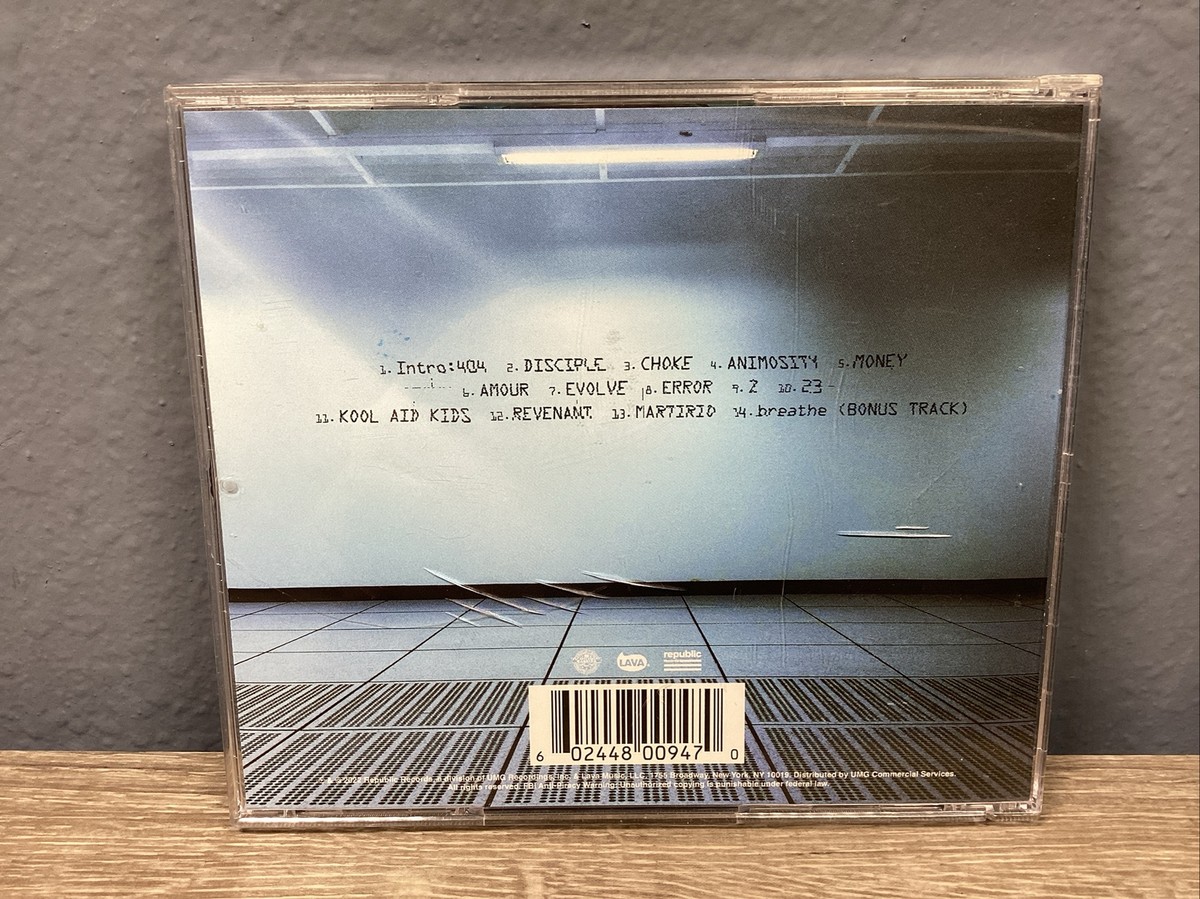 1. Intro:404 2. DISCIPLE 3. CHOKE 4. ANIMOSITY 5. MONEY
6. AMOUR 7. EVOLVE 8. ERROR 9. 2 10. 23
11. KOOL AID KIDS 12. REVENANT 13. MARTIRIO 14. breathe (BONUS TRACK)
LAVA republic
6 02448 00947 0
℗ & © 2022 Republic Records, a division of UMG Recordings, Inc. & Lava Music, LLC, 1755 Broadway, New York, NY 10019. Distributed by UMG Commercial Services.
All rights reserved. FBI Anti-Piracy Warning: Unauthorized copying is punishable under federal law.